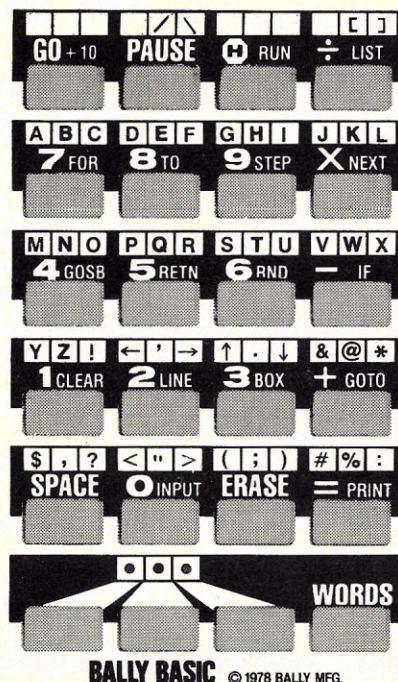 / \ [ ]
GO +10 PAUSE H RUN ÷ LIST
A B C D E F G H I J K L
7 FOR 8 TO 9 STEP X NEXT
M N O P Q R S T U V W X
4 GOSB 5 RETN 6 RND − IF
Y Z ! ← ' → ↑ . ↓ & @ *
1 CLEAR 2 LINE 3 BOX + GOTO
$ , ? < " > ( ; ) # % :
SPACE 0 INPUT ERASE = PRINT
WORDS
BALLY BASIC © 1978 BALLY MFG.